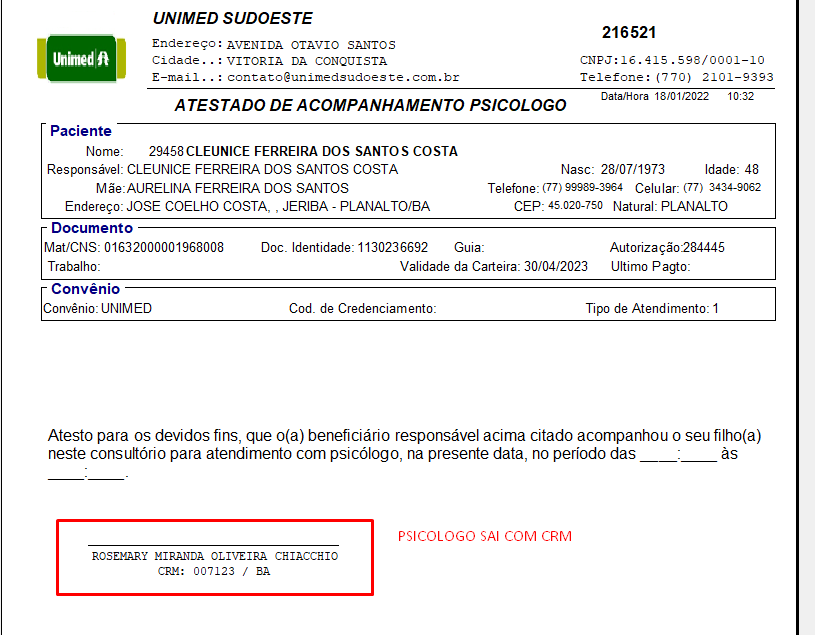 UNIMED SUDOESTE
216521
Unimed
Endereço: AVENIDA OTAVIO SANTOS
Cidade..: VITORIA DA CONQUISTA CNPJ:16.415.598/0001-10
E-mail..: contato@unimedsudoeste.com.br Telefone:(770) 2101-9393
Data/Hora 18/01/2022 10:32
ATESTADO DE ACOMPANHAMENTO PSICOLOGO
Paciente
Nome: 29458 CLEUNICE FERREIRA DOS SANTOS COSTA
Responsável: CLEUNICE FERREIRA DOS SANTOS COSTA Nasc: 28/07/1973 Idade: 48
Mãe: AURELINA FERREIRA DOS SANTOS Telefone: (77) 99989-3964 Celular: (77) 3434-9062
Endereço: JOSE COELHO COSTA, , JERIBA - PLANALTO/BA CEP: 45.020-750 Natural: PLANALTO
Documento
Mat/CNS: 01632000001968008 Doc. Identidade: 1130236692 Guia: Autorização:284445
Trabalho: Validade da Carteira: 30/04/2023 Ultimo Pagto:
Convênio
Convênio: UNIMED Cod. de Credenciamento: Tipo de Atendimento: 1
Atesto para os devidos fins, que o(a) beneficiário responsável acima citado acompanhou o seu filho(a)
neste consultório para atendimento com psicólogo, na presente data, no período das ____:____ às
____:____.
PSICOLOGO SAI COM CRM
ROSEMARY MIRANDA OLIVEIRA CHIACCHIO
CRM: 007123 / BA